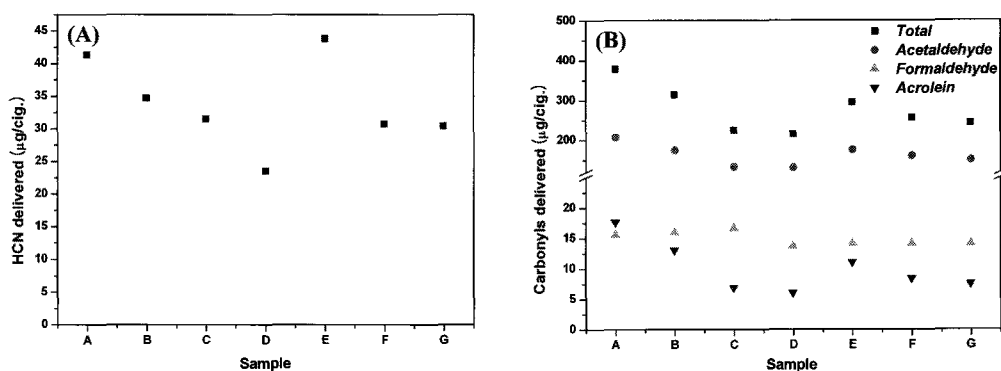 (A)
HCN delivered (μg/cig.)
45
40
35
30
25
20
15
10
5
0
A B C D E F G
Sample
(B)
Carbonyls delivered (μg/cig.)
500
400
300
200
20
15
10
5
0
Total
Acetaldehyde
Formaldehyde
Acrolein
A B C D E F G
Sample